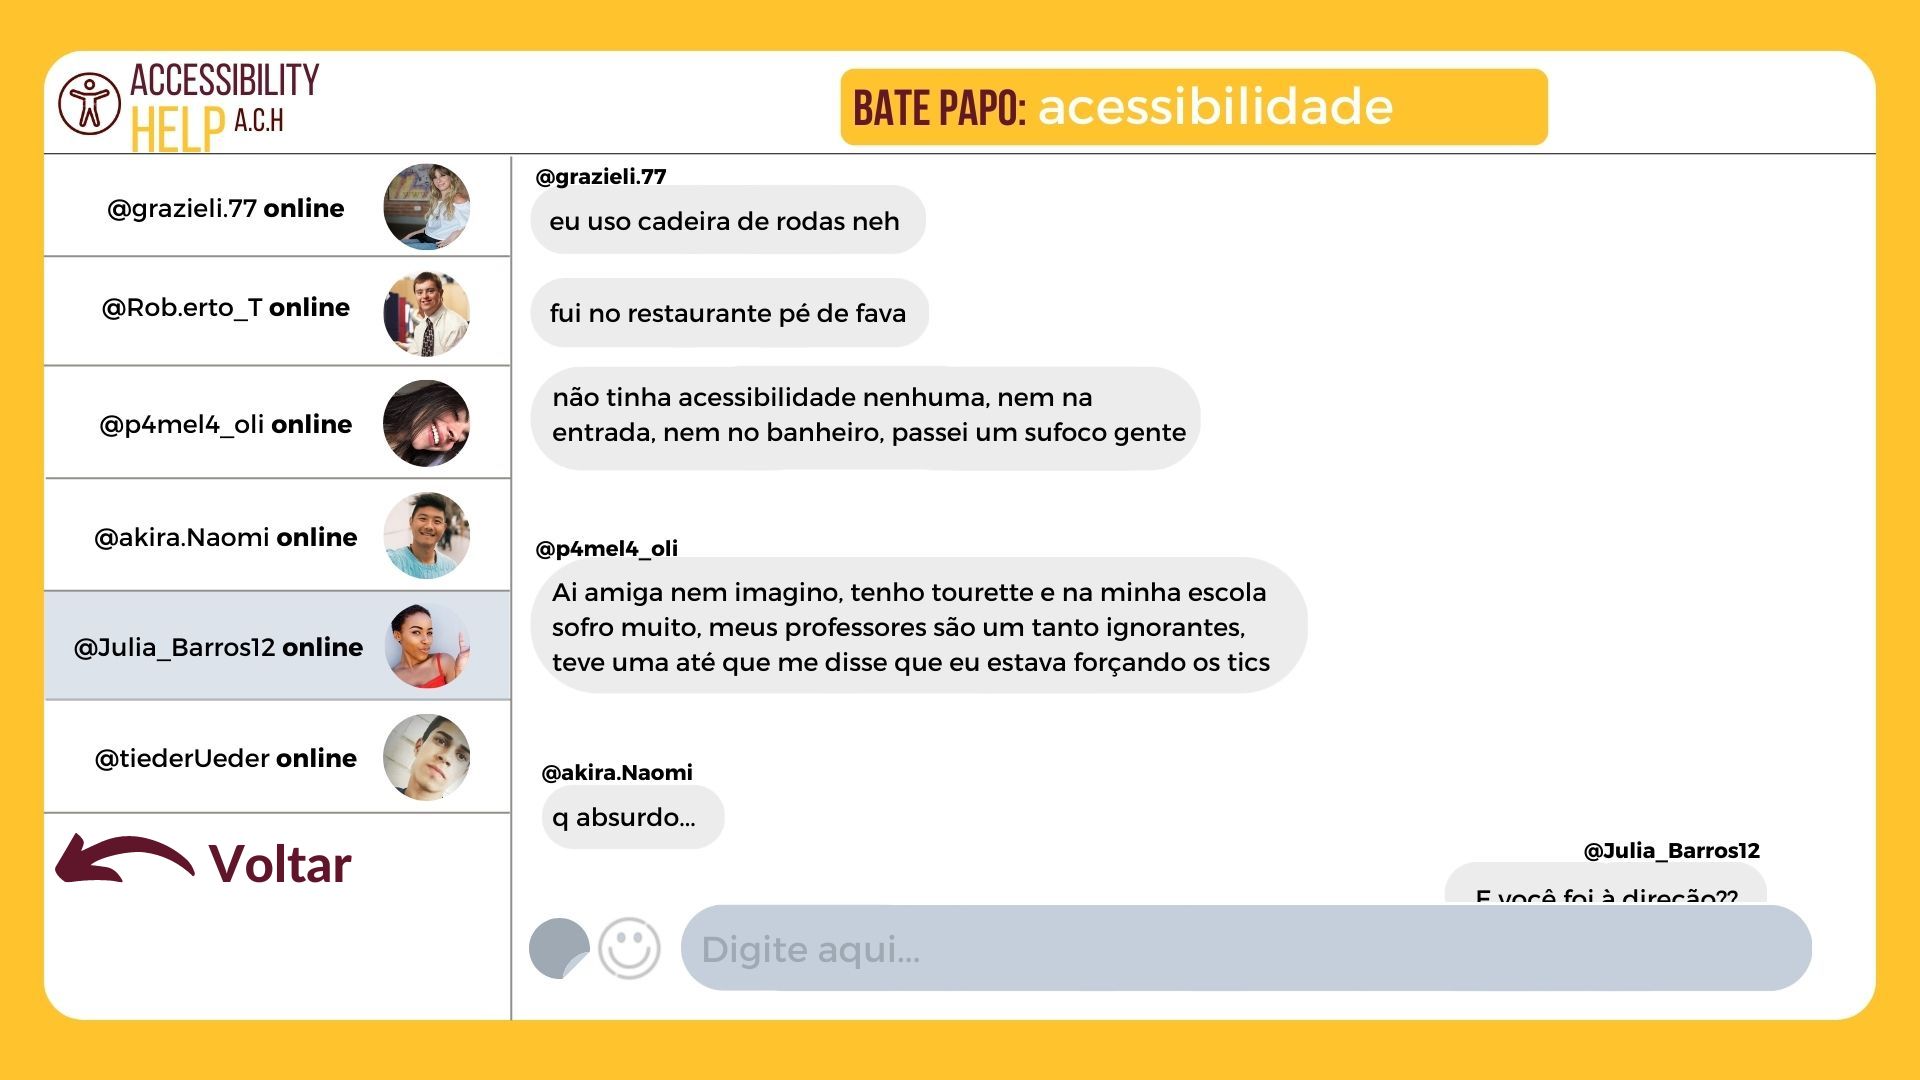 ACCESSIBILITY
HELP A.C.H
BATE PAPO: acessibilidade
@grazieli.77 online
@Rob.erto_T online
@p4mel4_oli online
@akira.Naomi online
@Julia_Barros12 online
@tiederUeder online
Voltar
@grazieli.77
eu uso cadeira de rodas neh
fui no restaurante pé de fava
não tinha acessibilidade nenhuma, nem na
entrada, nem no banheiro, passei um sufoco gente
@p4mel4_oli
Ai amiga nem imagino, tenho tourette e na minha escola
sofro muito, meus professores são um tanto ignorantes,
teve uma até que me disse que eu estava forçando os tics
@akira.Naomi
q absurdo...
@Julia_Barros12
E você foi à direção??
Digite aqui...